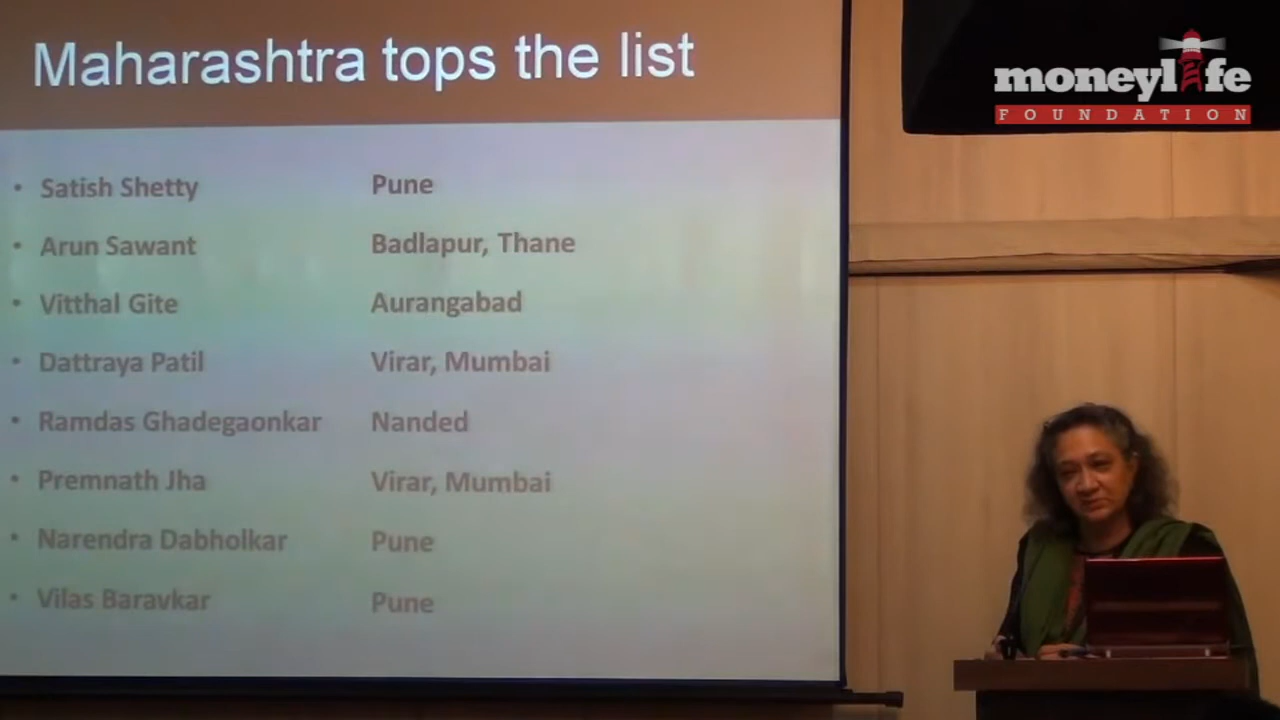 Maharashtra tops the list
moneylife
FOUNDATION
• Satish Shetty Pune
• Arun Sawant Badlapur, Thane
• Vitthal Gite Aurangabad
• Dattraya Patil Virar, Mumbai
• Ramdas Ghadegaonkar Nanded
• Premnath Jha Virar, Mumbai
• Narendra Dabholkar Pune
• Vilas Baravkar Pune